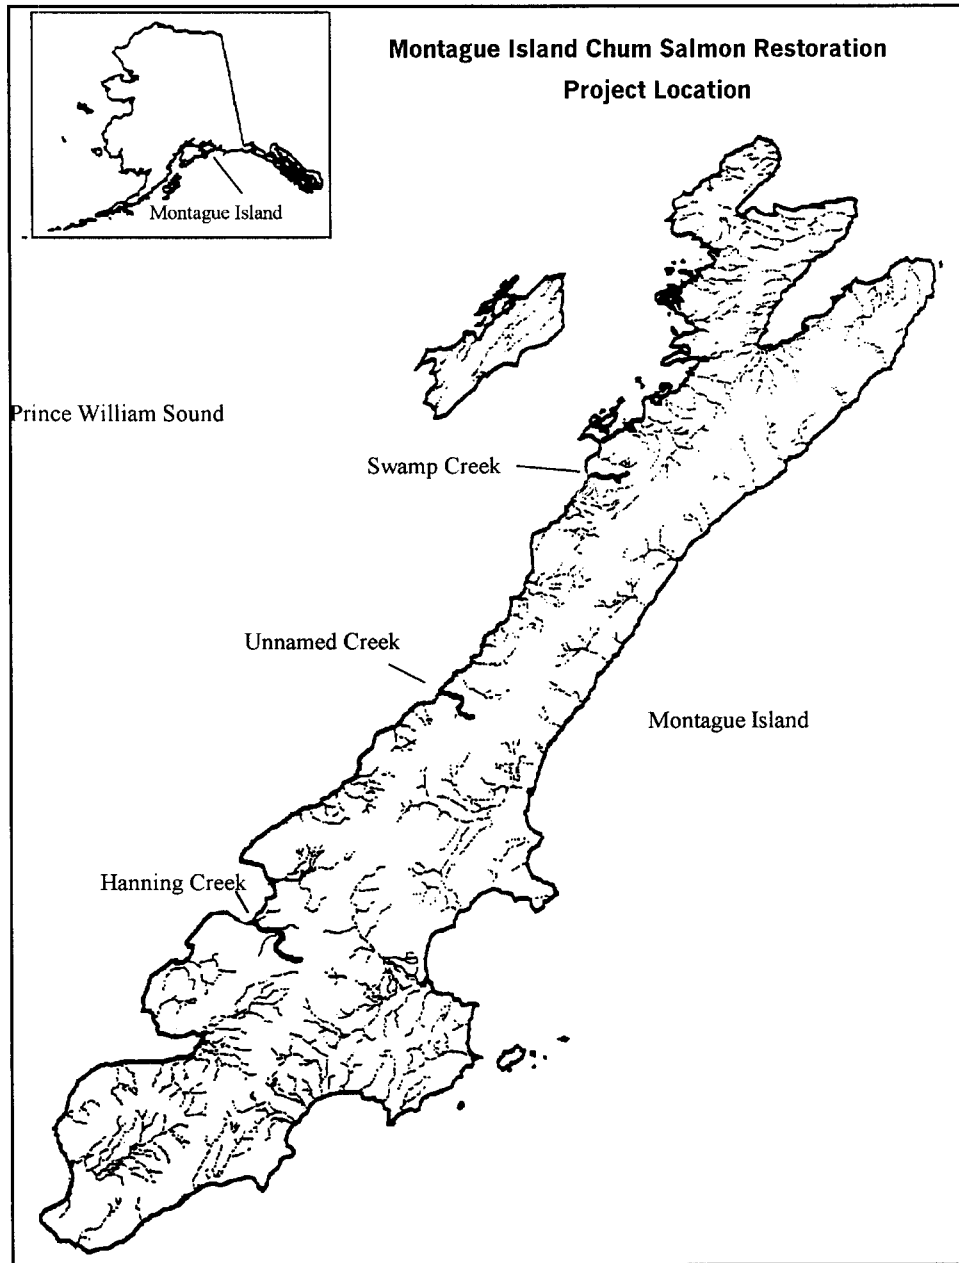 Montague Island Chum Salmon Restoration
Project Location
Montague Island
Prince William Sound
Swamp Creek
Unnamed Creek
Montague Island
Hanning Creek